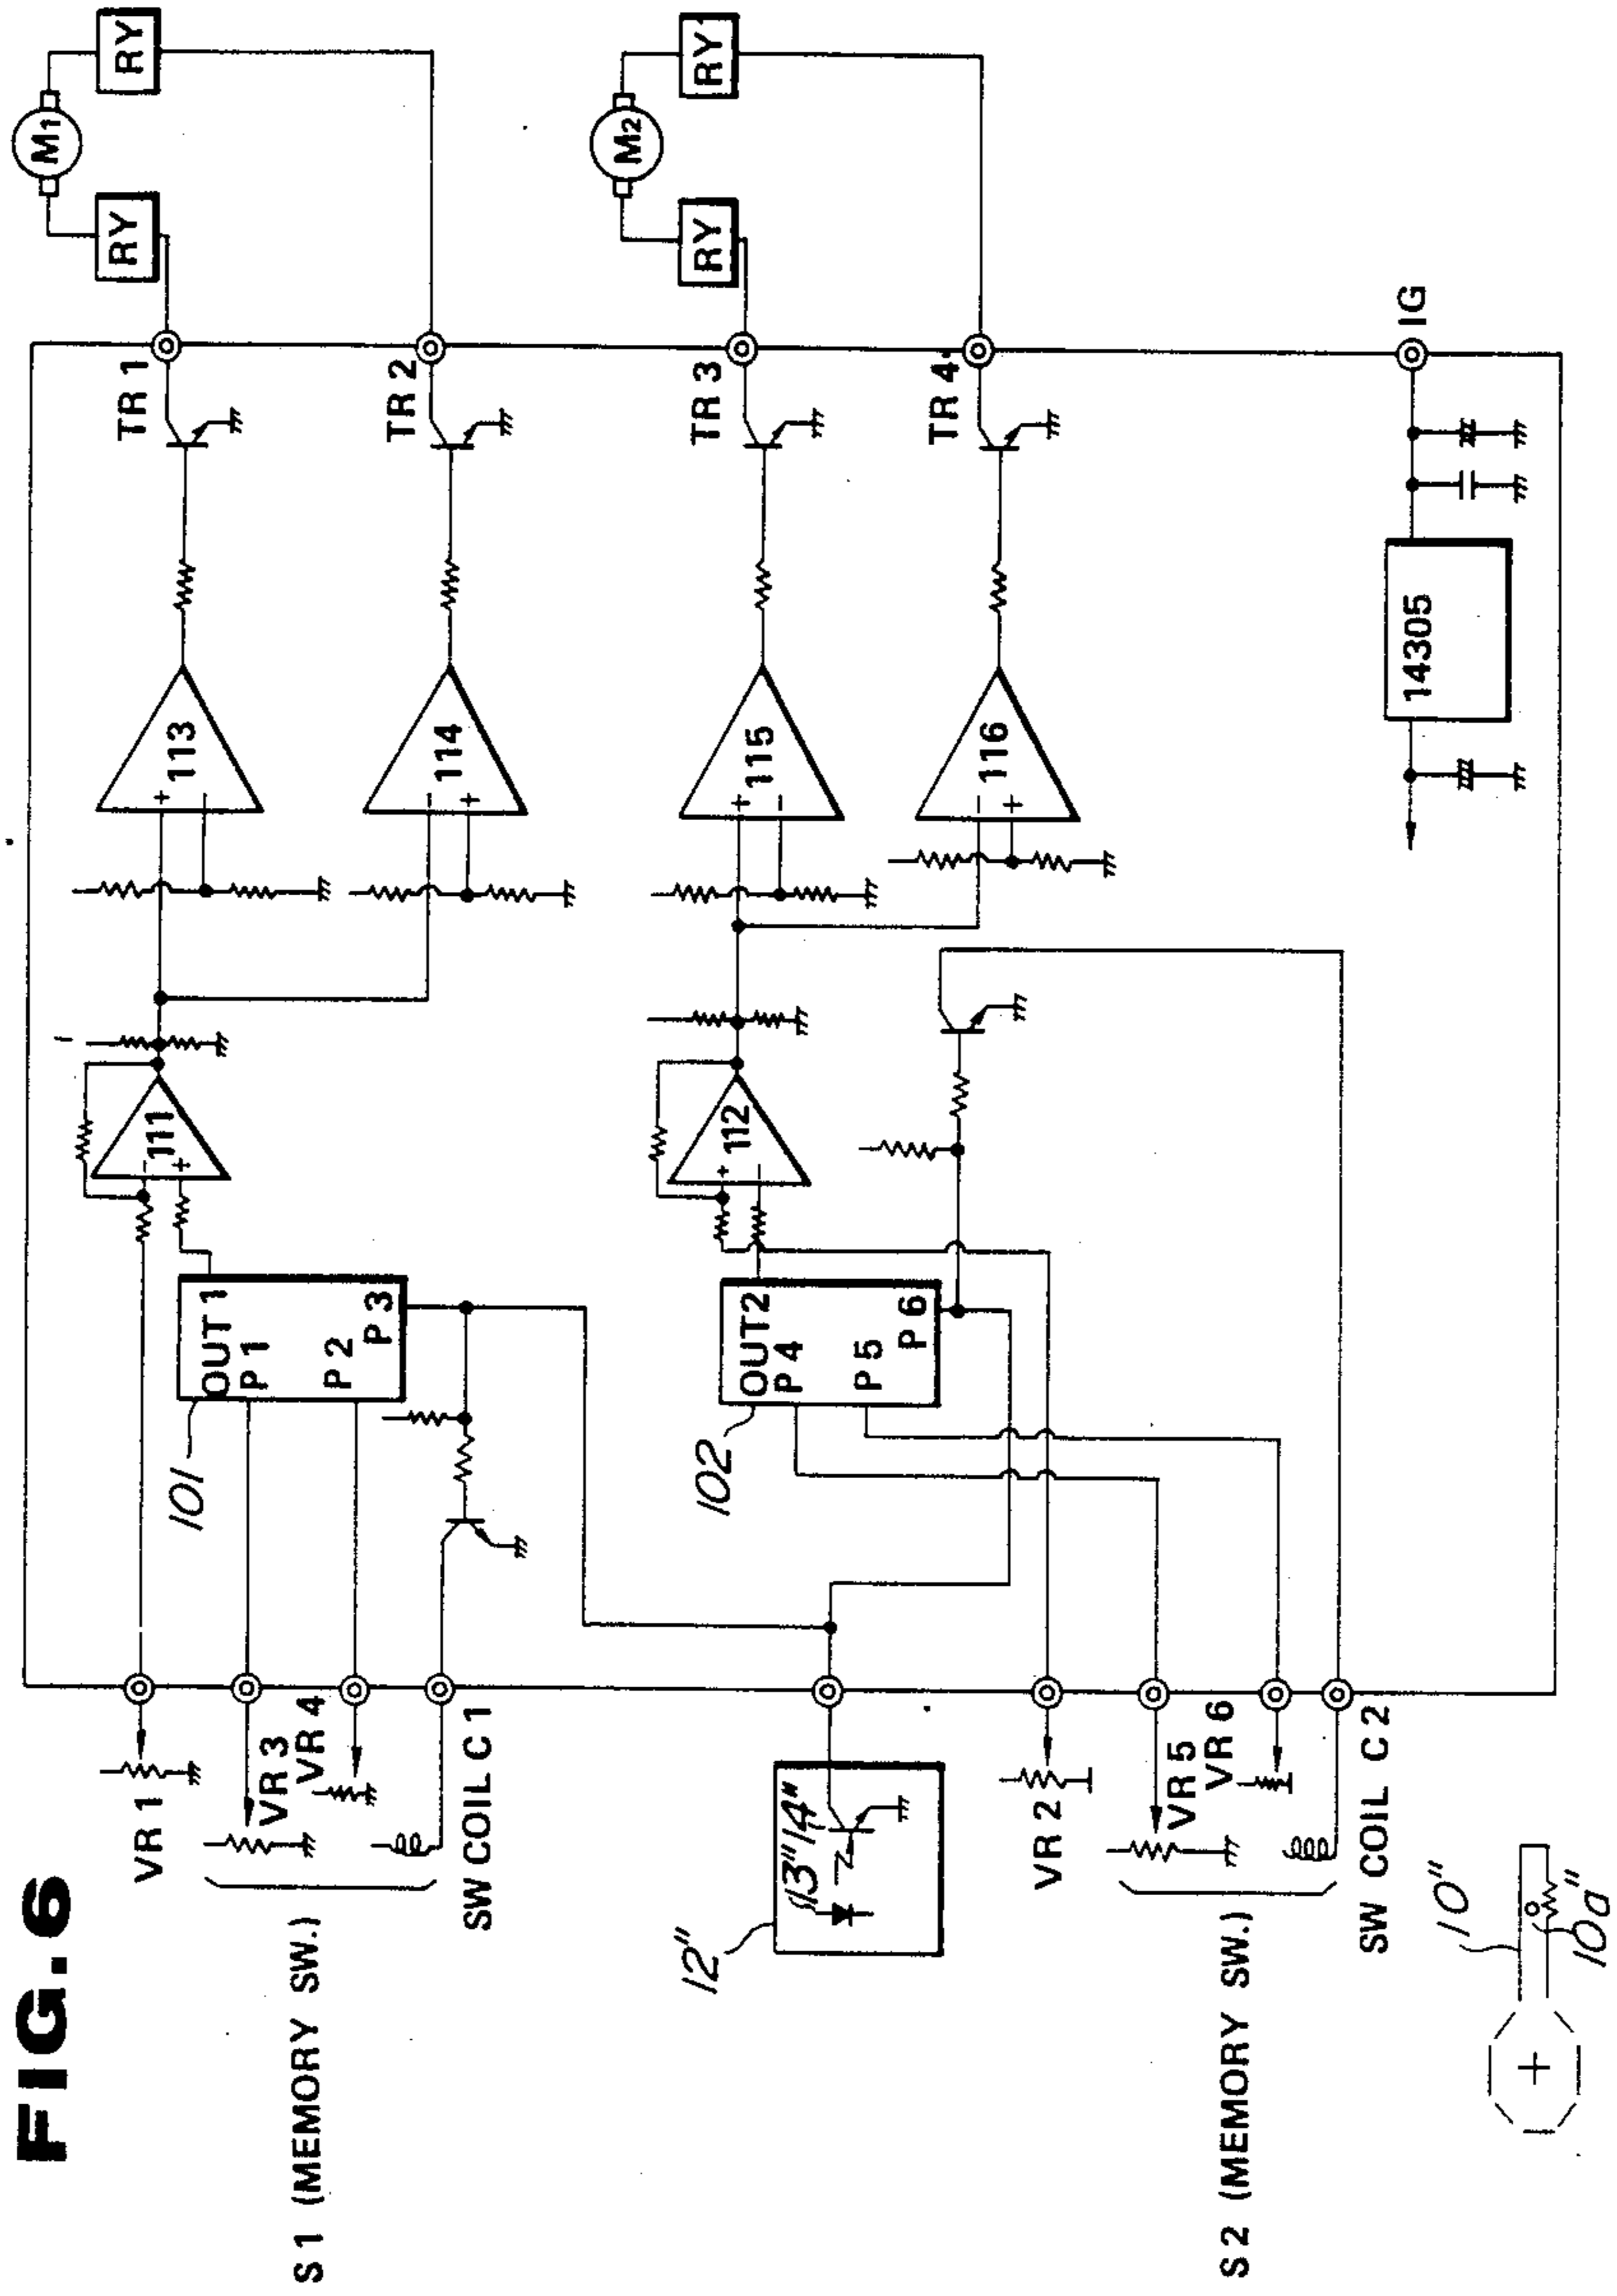 FIG.6
S1 (MEMORY SW.)
VR 1
VR 3
VR 4
SW COIL C 1
101
OUT1
P 1
P 2
P 3
111
-
+
113
+
-
114
-
+
TR 1
TR 2
RY
M1
RY
12"
13"
14"
102
OUT2
P 4
P 5
P 6
112
+
-
115
+
-
116
-
+
TR 3
TR 4
RY
M2
RY
S2 (MEMORY SW.)
VR 2
VR 5
VR 6
SW COIL C 2
14305
IG
10"
10a"